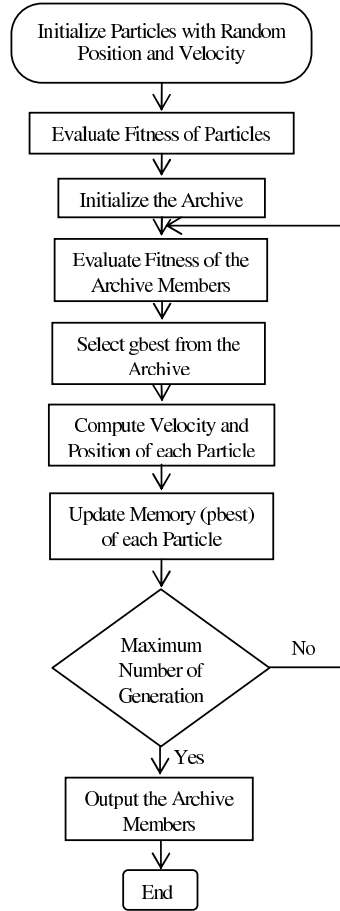 Initialize Particles with Random
Position and Velocity
Evaluate Fitness of Particles
Initialize the Archive
Evaluate Fitness of the
Archive Members
Select gbest from the
Archive
Compute Velocity and
Position of each Particle
Update Memory (pbest)
of each Particle
Maximum
Number of
Generation
No
Yes
Output the Archive
Members
End